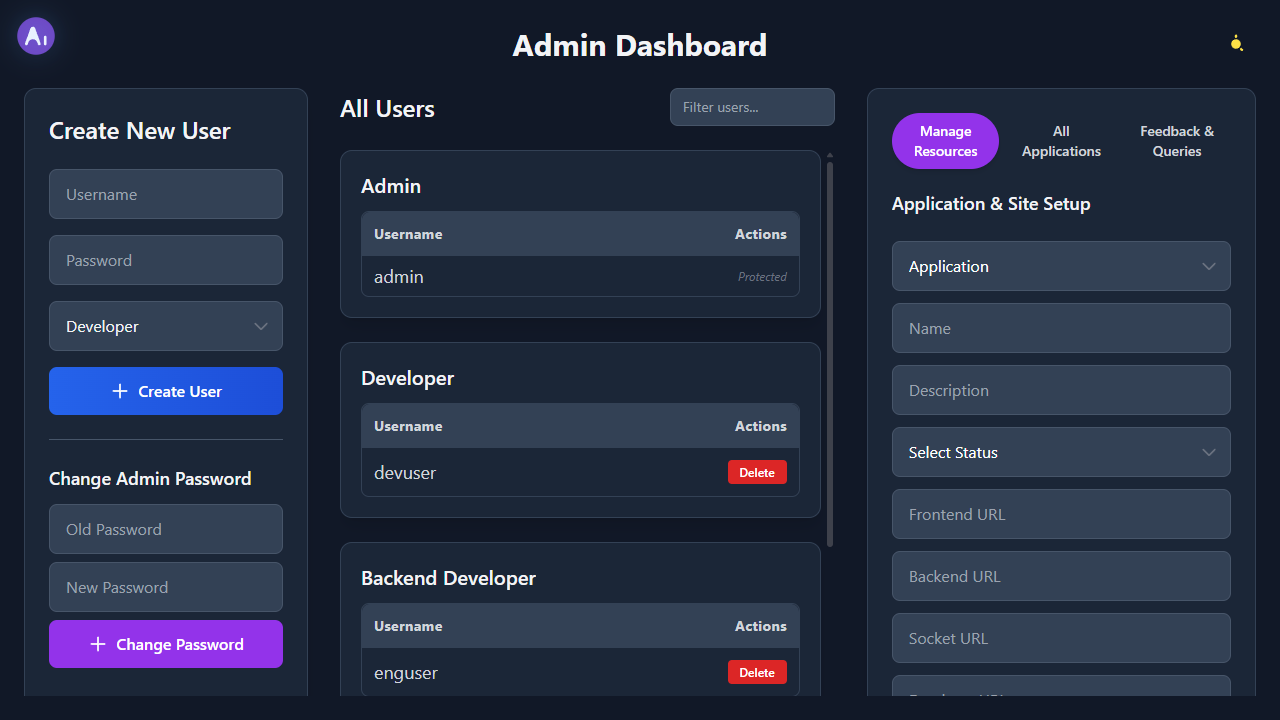 AI
Admin Dashboard
Create New User
Username
Password
Developer
Create User
Change Admin Password
Old Password
New Password
Change Password
All Users
Filter users...
Admin
Username Actions
admin Protected
Developer
Username Actions
devuser Delete
Backend Developer
Username Actions
enguser Delete
Manage
Resources
All
Applications
Feedback &
Queries
Application & Site Setup
Application
Name
Description
Select Status
Frontend URL
Backend URL
Socket URL